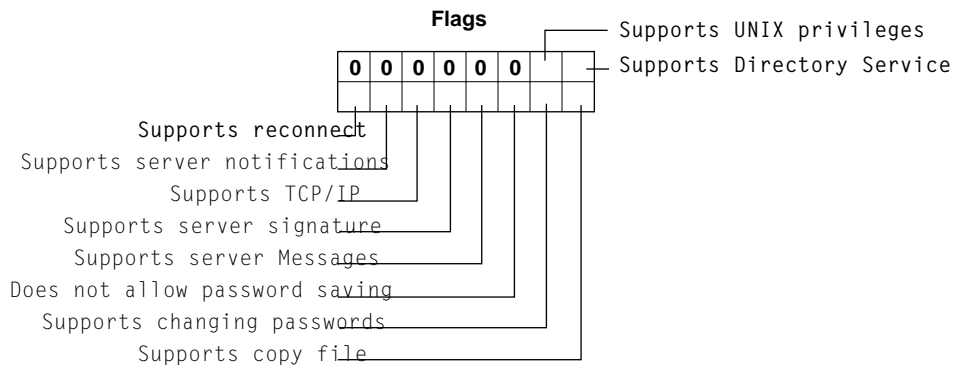 Flags
Supports UNIX privileges
0 0 0 0 0 0 Supports Directory Service
Supports reconnect
Supports server notifications
Supports TCP/IP
Supports server signature
Supports server Messages
Does not allow password saving
Supports changing passwords
Supports copy file